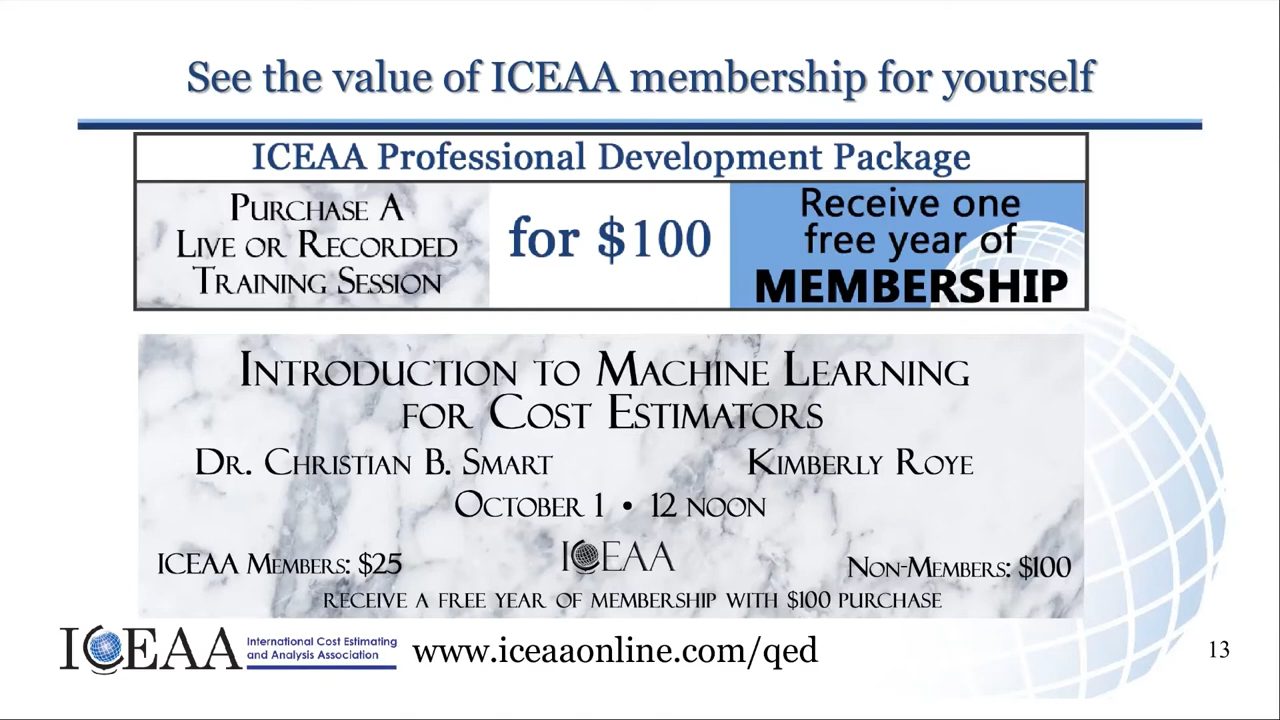 See the value of ICEAA membership for yourself
ICEAA Professional Development Package
Purchase A
Live or Recorded
Training Session
for $100
Receive one
free year of
MEMBERSHIP
Introduction to Machine Learning
for Cost Estimators
Dr. Christian B. Smart
Kimberly Roye
October 1 • 12 noon
ICEAA Members: $25
ICEAA
Non-Members: $100
receive a free year of membership with $100 purchase
ICEAA
International Cost Estimating
and Analysis Association
www.iceaaonline.com/qed
13